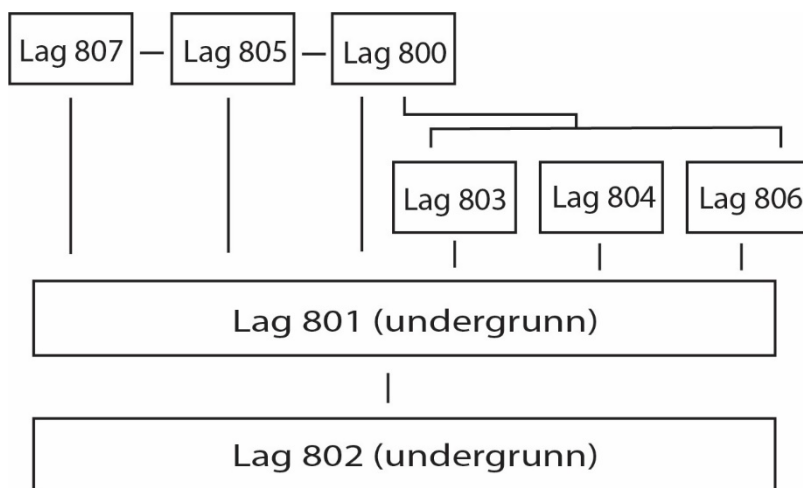 Lag 807
Lag 805
Lag 800
Lag 803
Lag 804
Lag 806
Lag 801 (undergrunn)
Lag 802 (undergrunn)